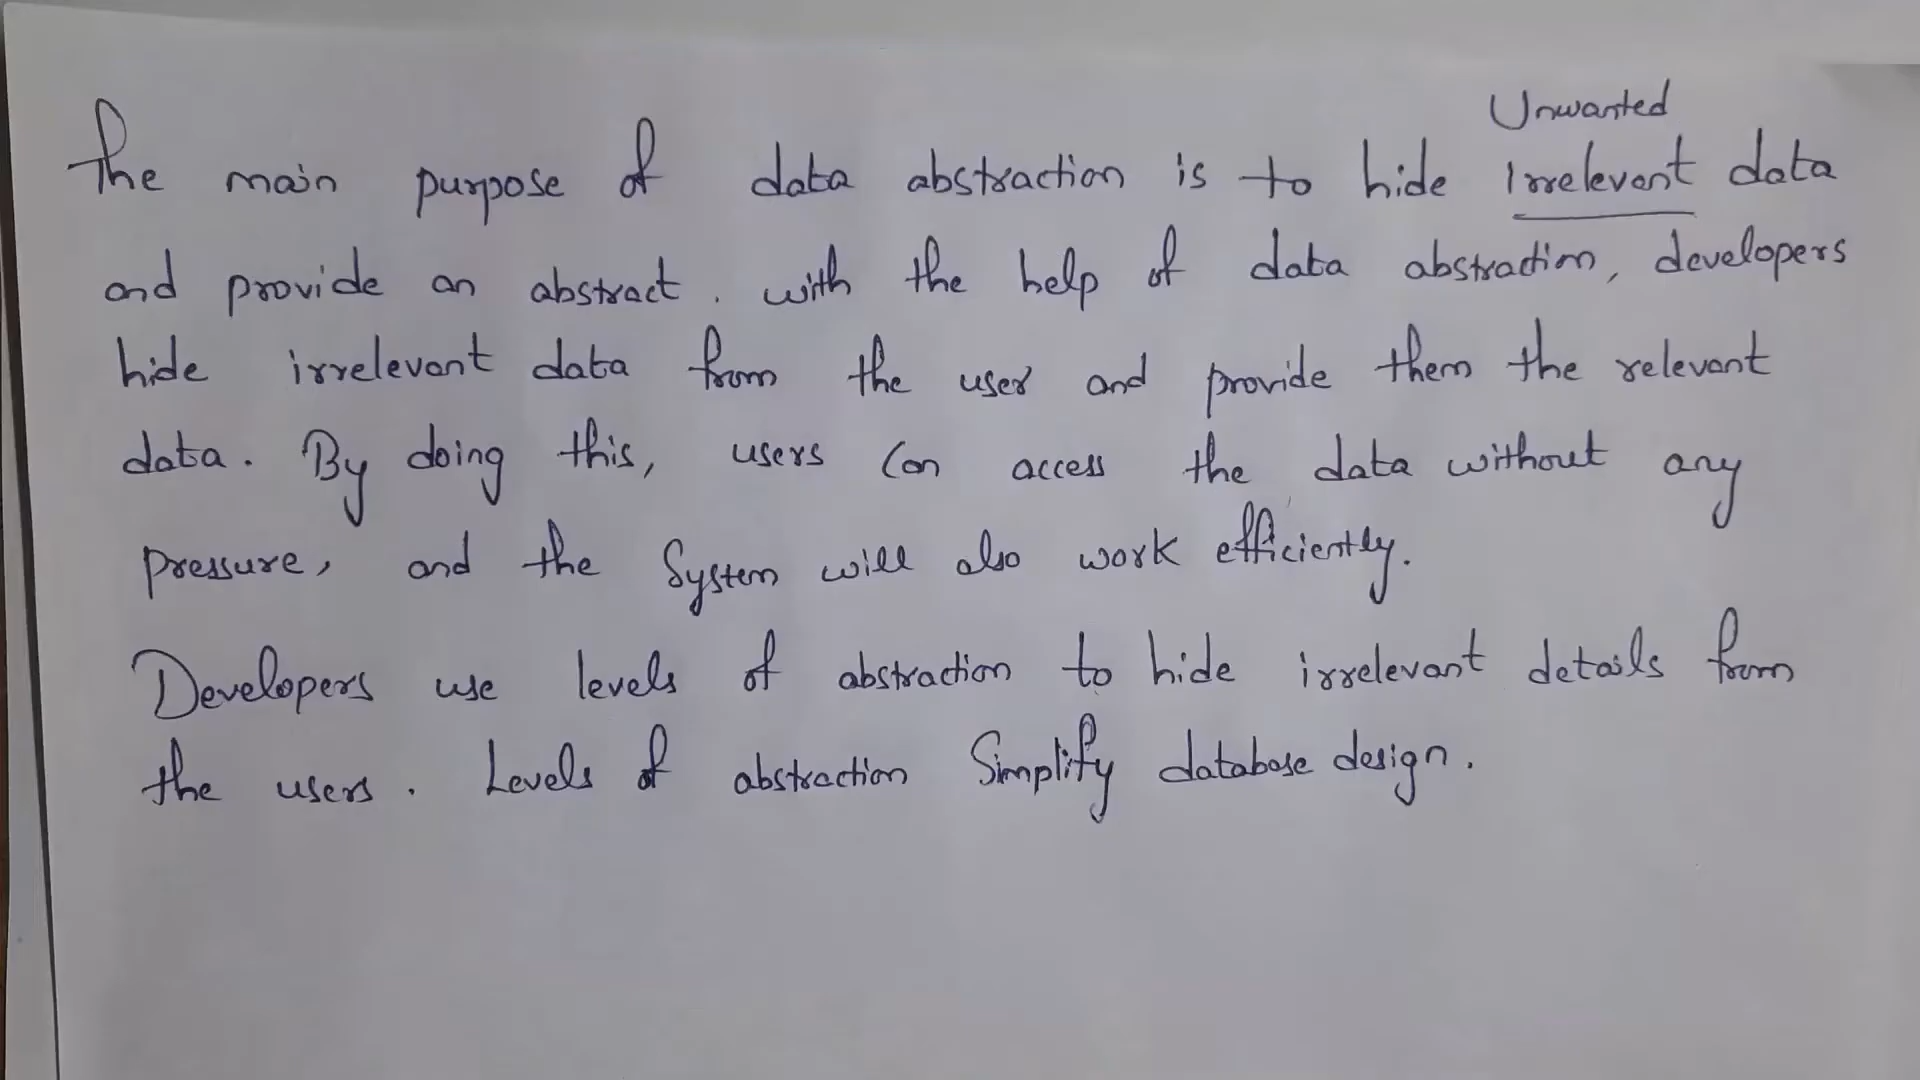 Unwanted
The main purpose of data abstraction is to hide irrelevant data
and provide an abstract. with the help of data abstraction, developers
hide irrelevant data from the user and provide them the relevant
data. By doing this, users can access the data without any
pressure, and the System will also work efficiently.
Developers use levels of abstraction to hide irrelevant details from
the users. Levels of abstraction Simplify database design.